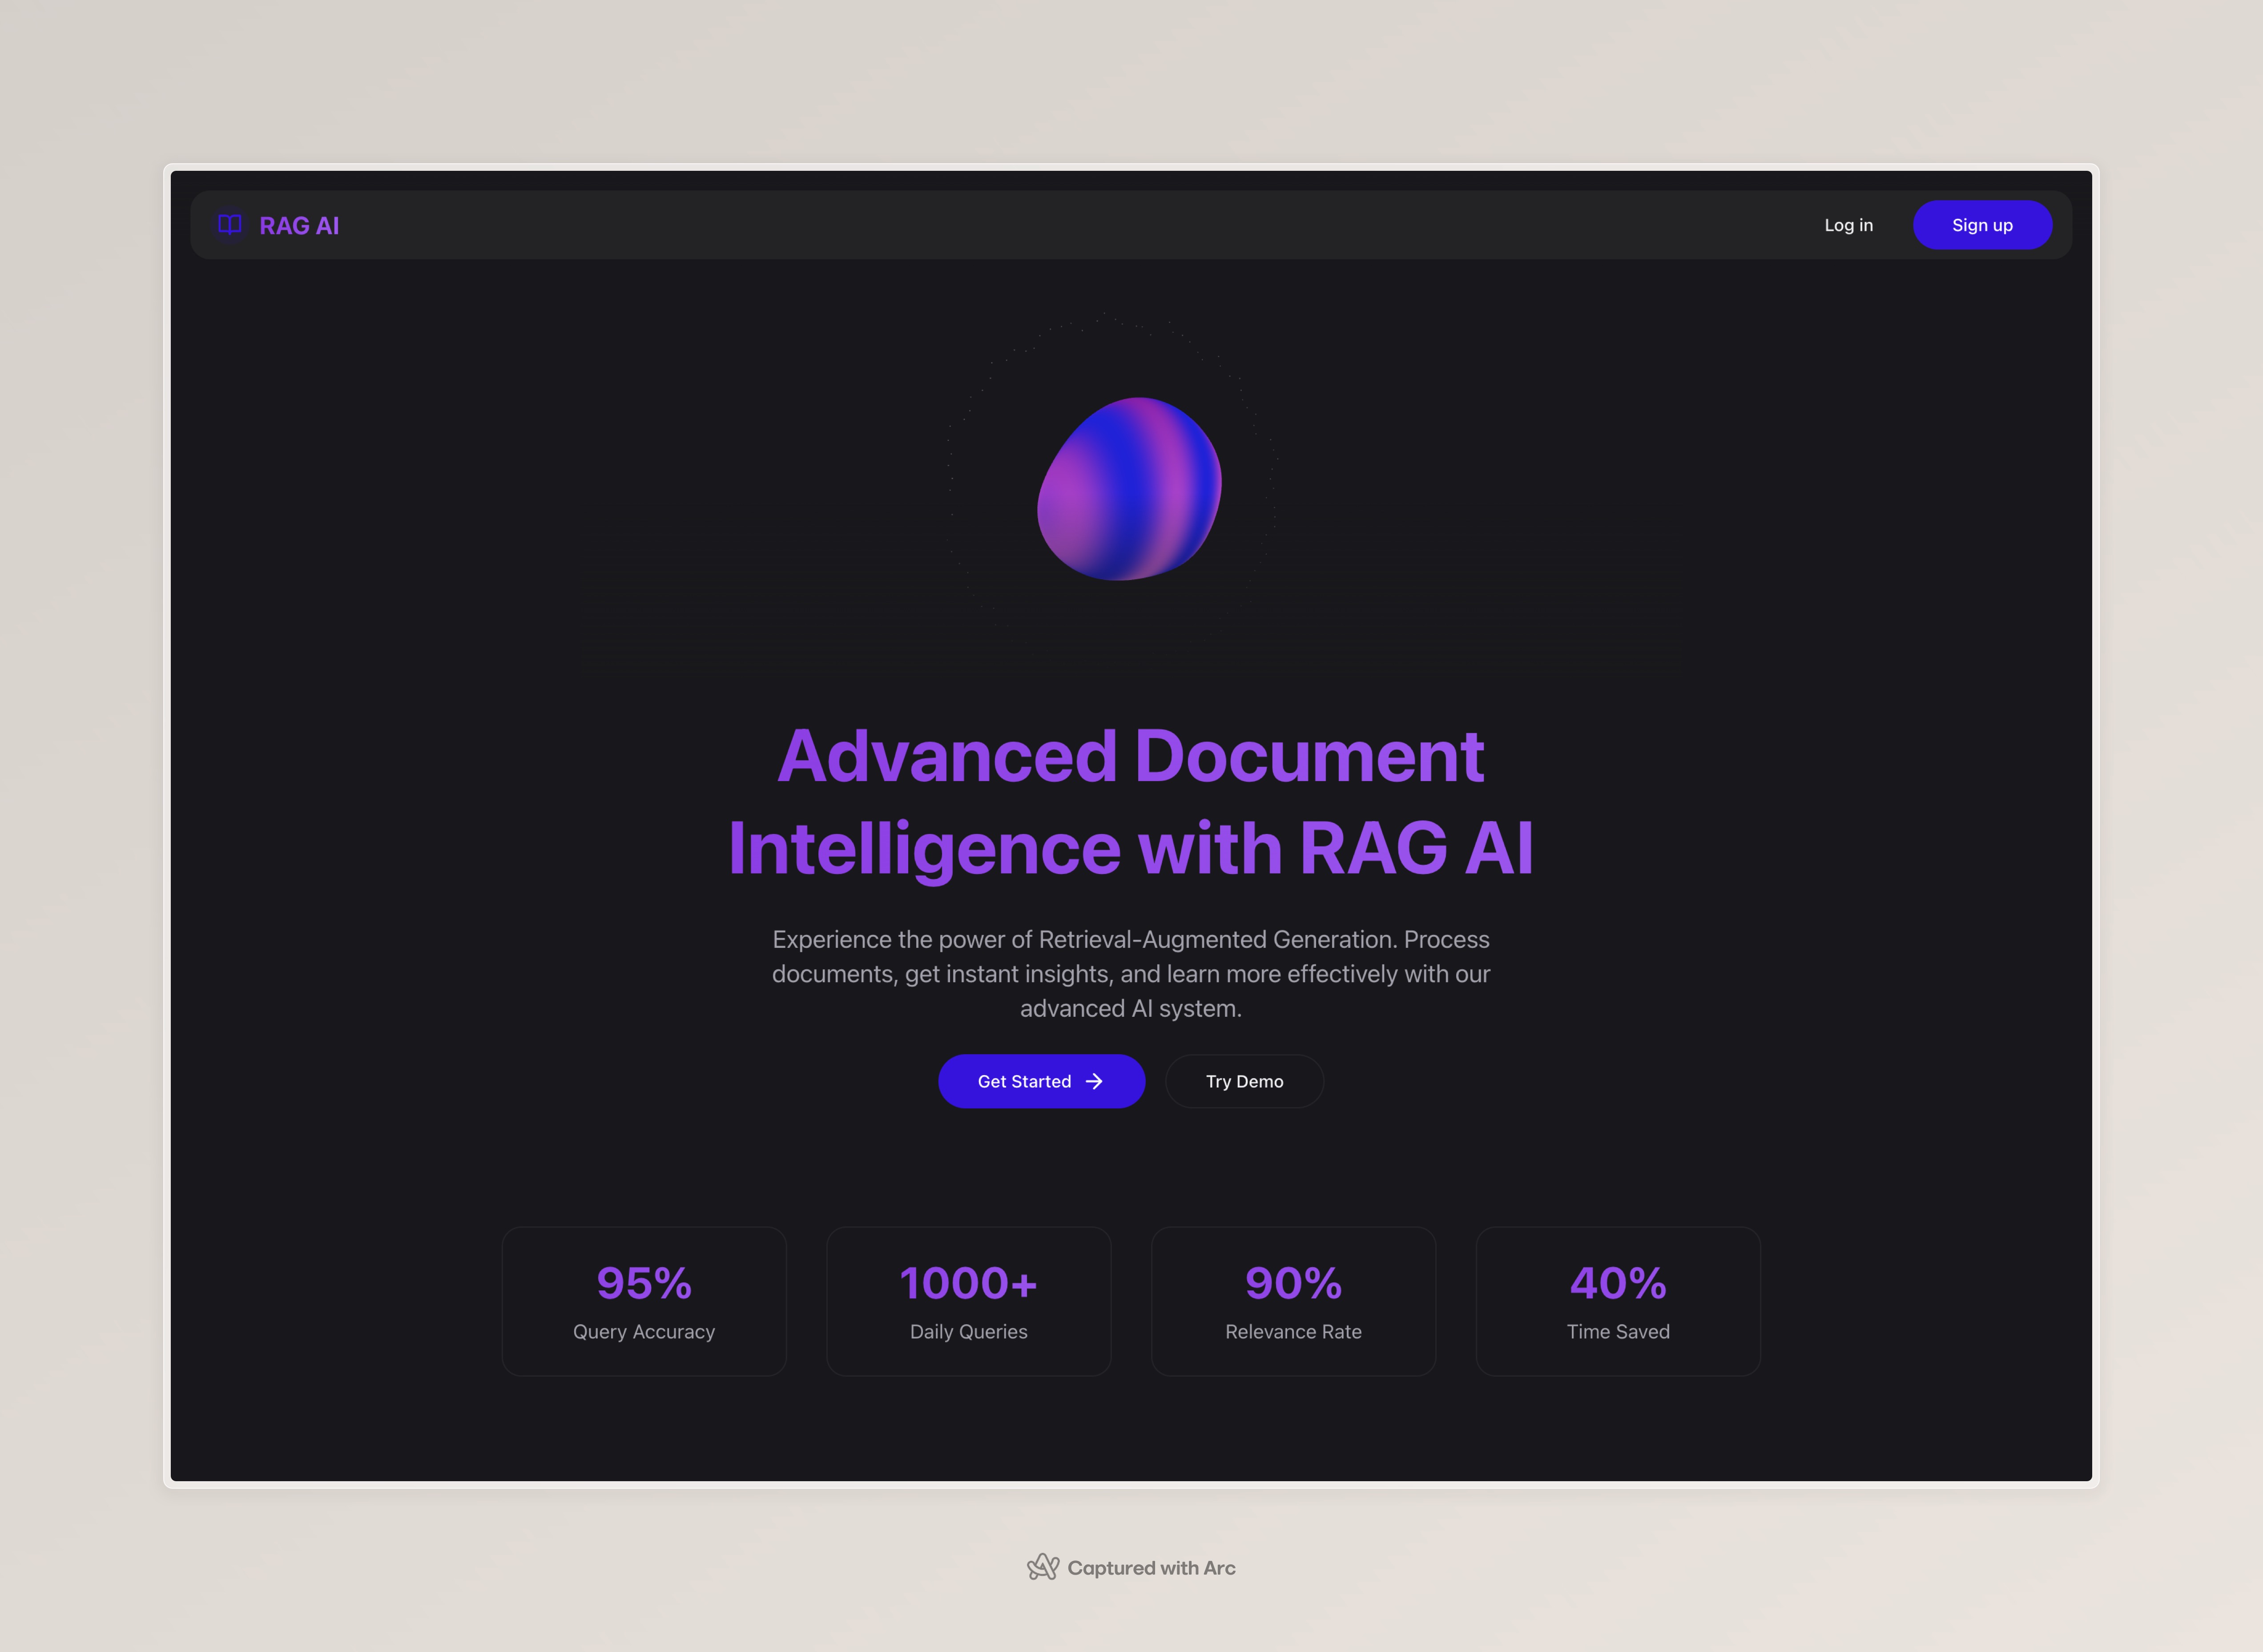 RAG AI
Log in
Sign up
Advanced Document
Intelligence with RAG AI
Experience the power of Retrieval-Augmented Generation. Process
documents, get instant insights, and learn more effectively with our
advanced AI system.
Get Started
Try Demo
95%
Query Accuracy
1000+
Daily Queries
90%
Relevance Rate
40%
Time Saved
Captured with Arc